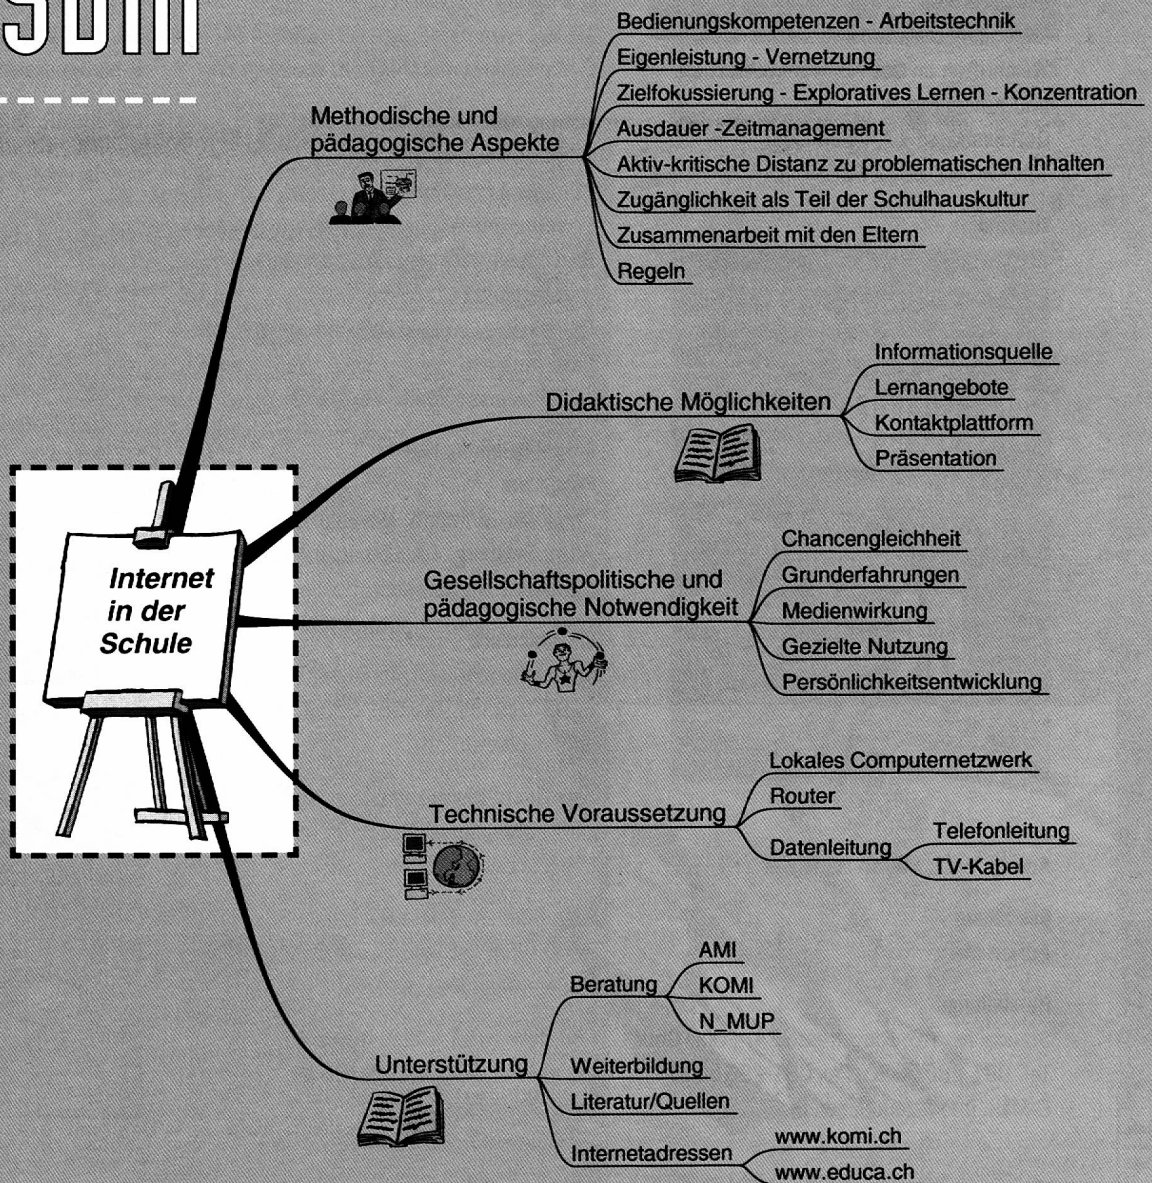 Methodische und
pädagogische Aspekte
Bedienungskompetenzen - Arbeitstechnik
Eigenleistung - Vernetzung
Zielfokussierung - Exploratives Lernen - Konzentration
Ausdauer -Zeitmanagement
Aktiv-kritische Distanz zu problematischen Inhalten
Zugänglichkeit als Teil der Schulhauskultur
Zusammenarbeit mit den Eltern
Regeln
Didaktische Möglichkeiten
Informationsquelle
Lernangebote
Kontaktplattform
Präsentation
Internet
in der
Schule
Gesellschaftspolitische und
pädagogische Notwendigkeit
Chancengleichheit
Grunderfahrungen
Medienwirkung
Gezielte Nutzung
Persönlichkeitsentwicklung
Technische Voraussetzung
Lokales Computernetzwerk
Router
Datenleitung
Telefonleitung
TV-Kabel
Unterstützung
Beratung
AMI
KOMI
N_MUP
Weiterbildung
Literatur/Quellen
Internetadressen
www.komi.ch
www.educa.ch